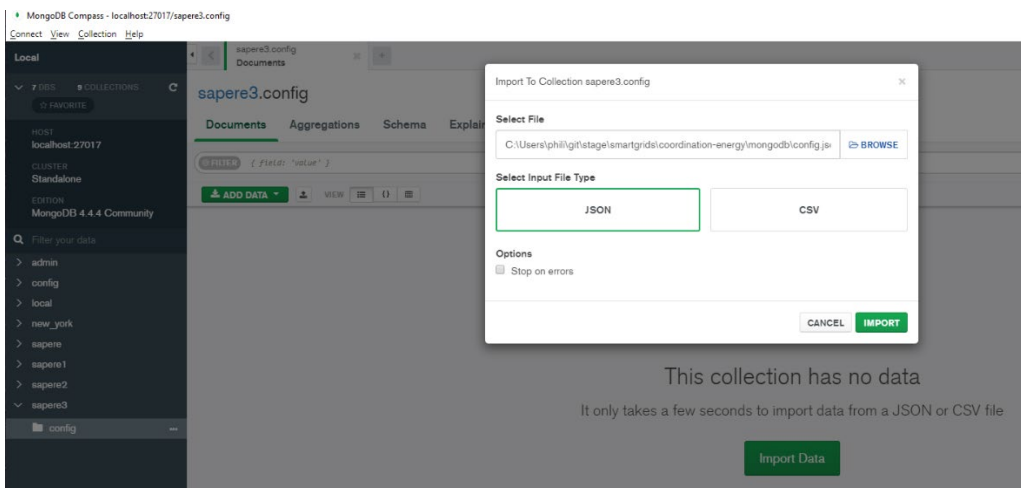 MongoDB Compass - localhost:27017/sapere3.config
Connect View Collection Help
Local
7 DBS 9 COLLECTIONS
FAVORITE
HOST
localhost:27017
CLUSTER
Standalone
EDITION
MongoDB 4.4.4 Community
Filter your data
admin
config
local
new_york
sapere
sapere1
sapere2
sapere3
config
sapere3.config
Documents
sapere3.config
Documents Aggregations Schema Explain
FILTER { field: 'value' }
ADD DATA VIEW
Import To Collection sapere3.config
Select File
C:\Users\phili\git\stage\smartgrids\coordination-energy\mongodb\config.js
BROWSE
Select Input File Type
JSON CSV
Options
Stop on errors
CANCEL IMPORT
This collection has no data
It only takes a few seconds to import data from a JSON or CSV file
Import Data